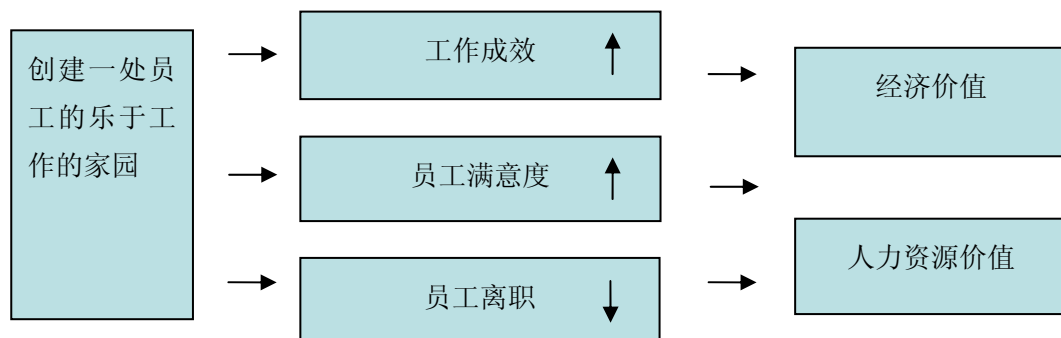 创建一处员
工的乐于工
作的家园
工作成效
员工满意度
员工离职
经济价值
人力资源价值